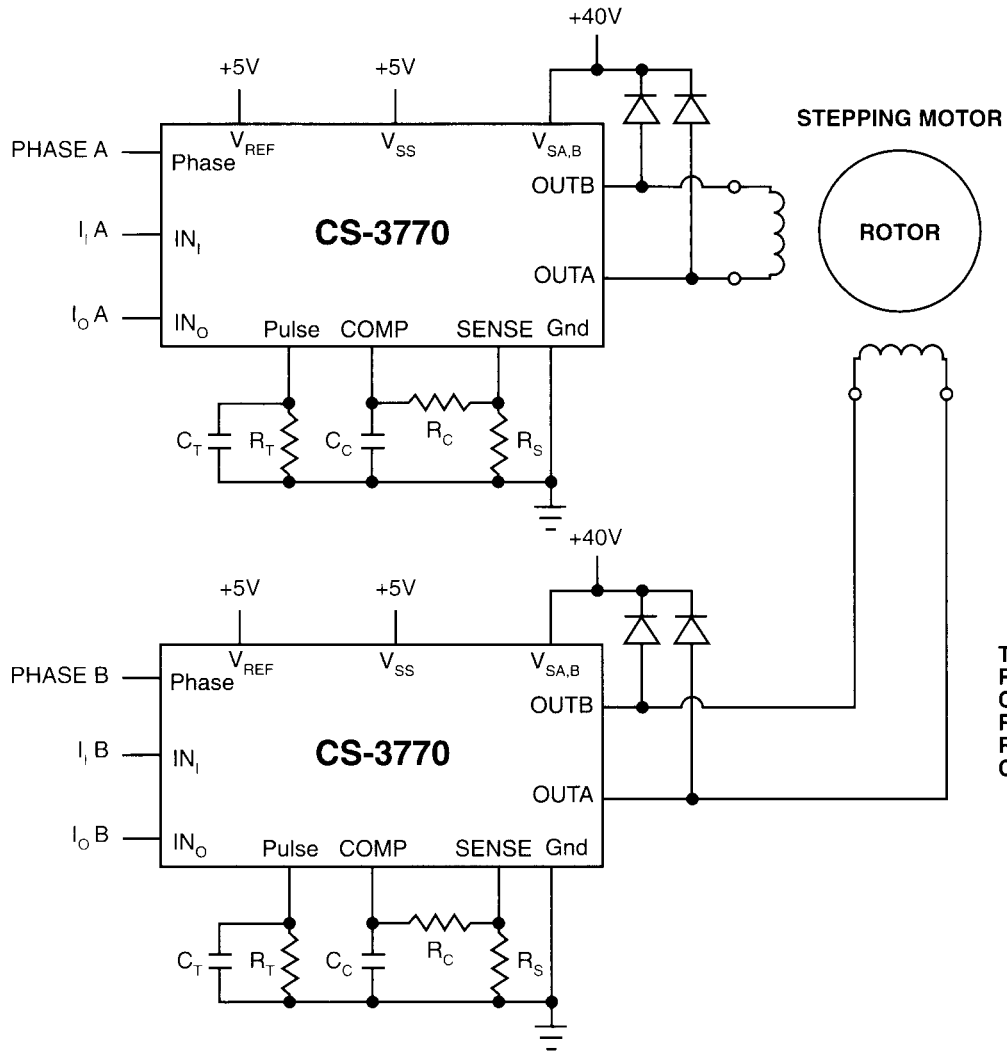 +40V
+5V
+5V
STEPPING MOTOR
PHASE A
Phase
V_REF
V_SS
V_SA,B
OUTB
I_I A
IN_I
CS-3770
ROTOR
OUTA
I_O A
IN_O
Pulse
COMP
SENSE
Gnd
C_T
R_T
C_C
R_C
R_S
+40V
+5V
+5V
PHASE B
Phase
V_REF
V_SS
V_SA,B
OUTB
I_I B
IN_I
CS-3770
OUTA
I_O B
IN_O
Pulse
COMP
SENSE
Gnd
C_T
R_T
C_C
R_C
R_S